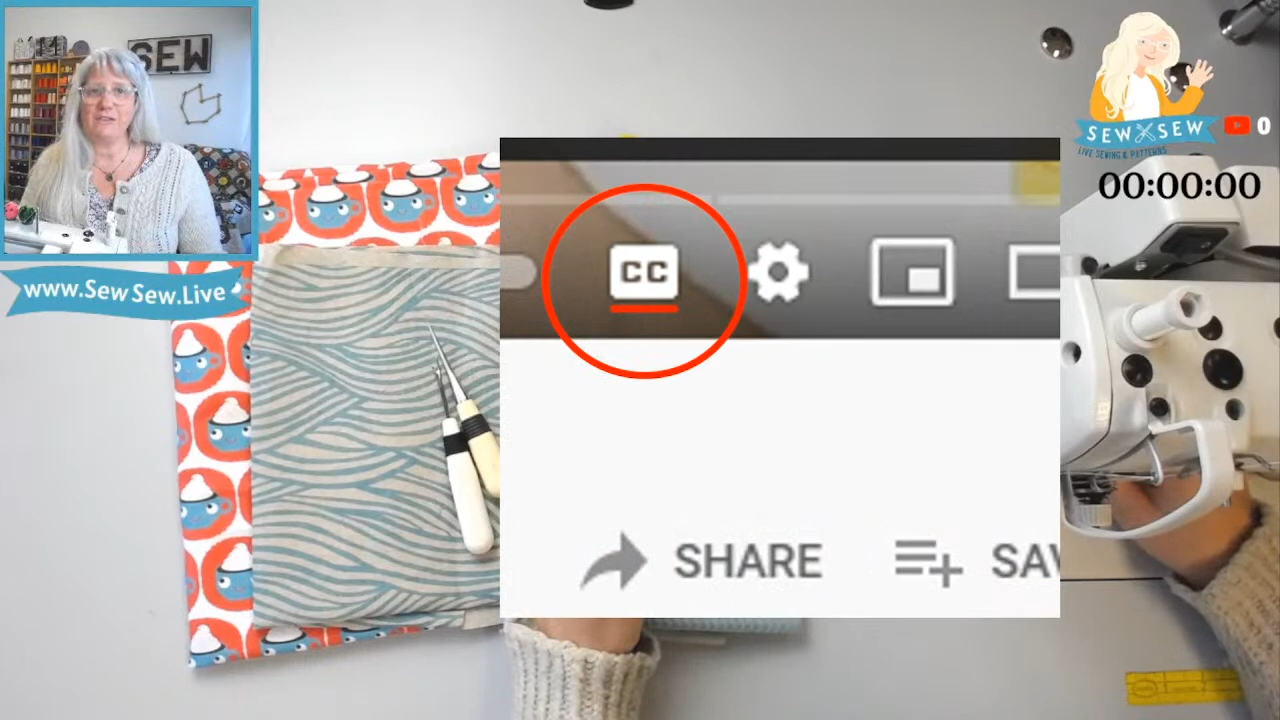 SEW
www.SewSew.Live
CC
SHARE
SAV
SEW SEW
LIVE SEWING & PATTERNS
0
00:00:00